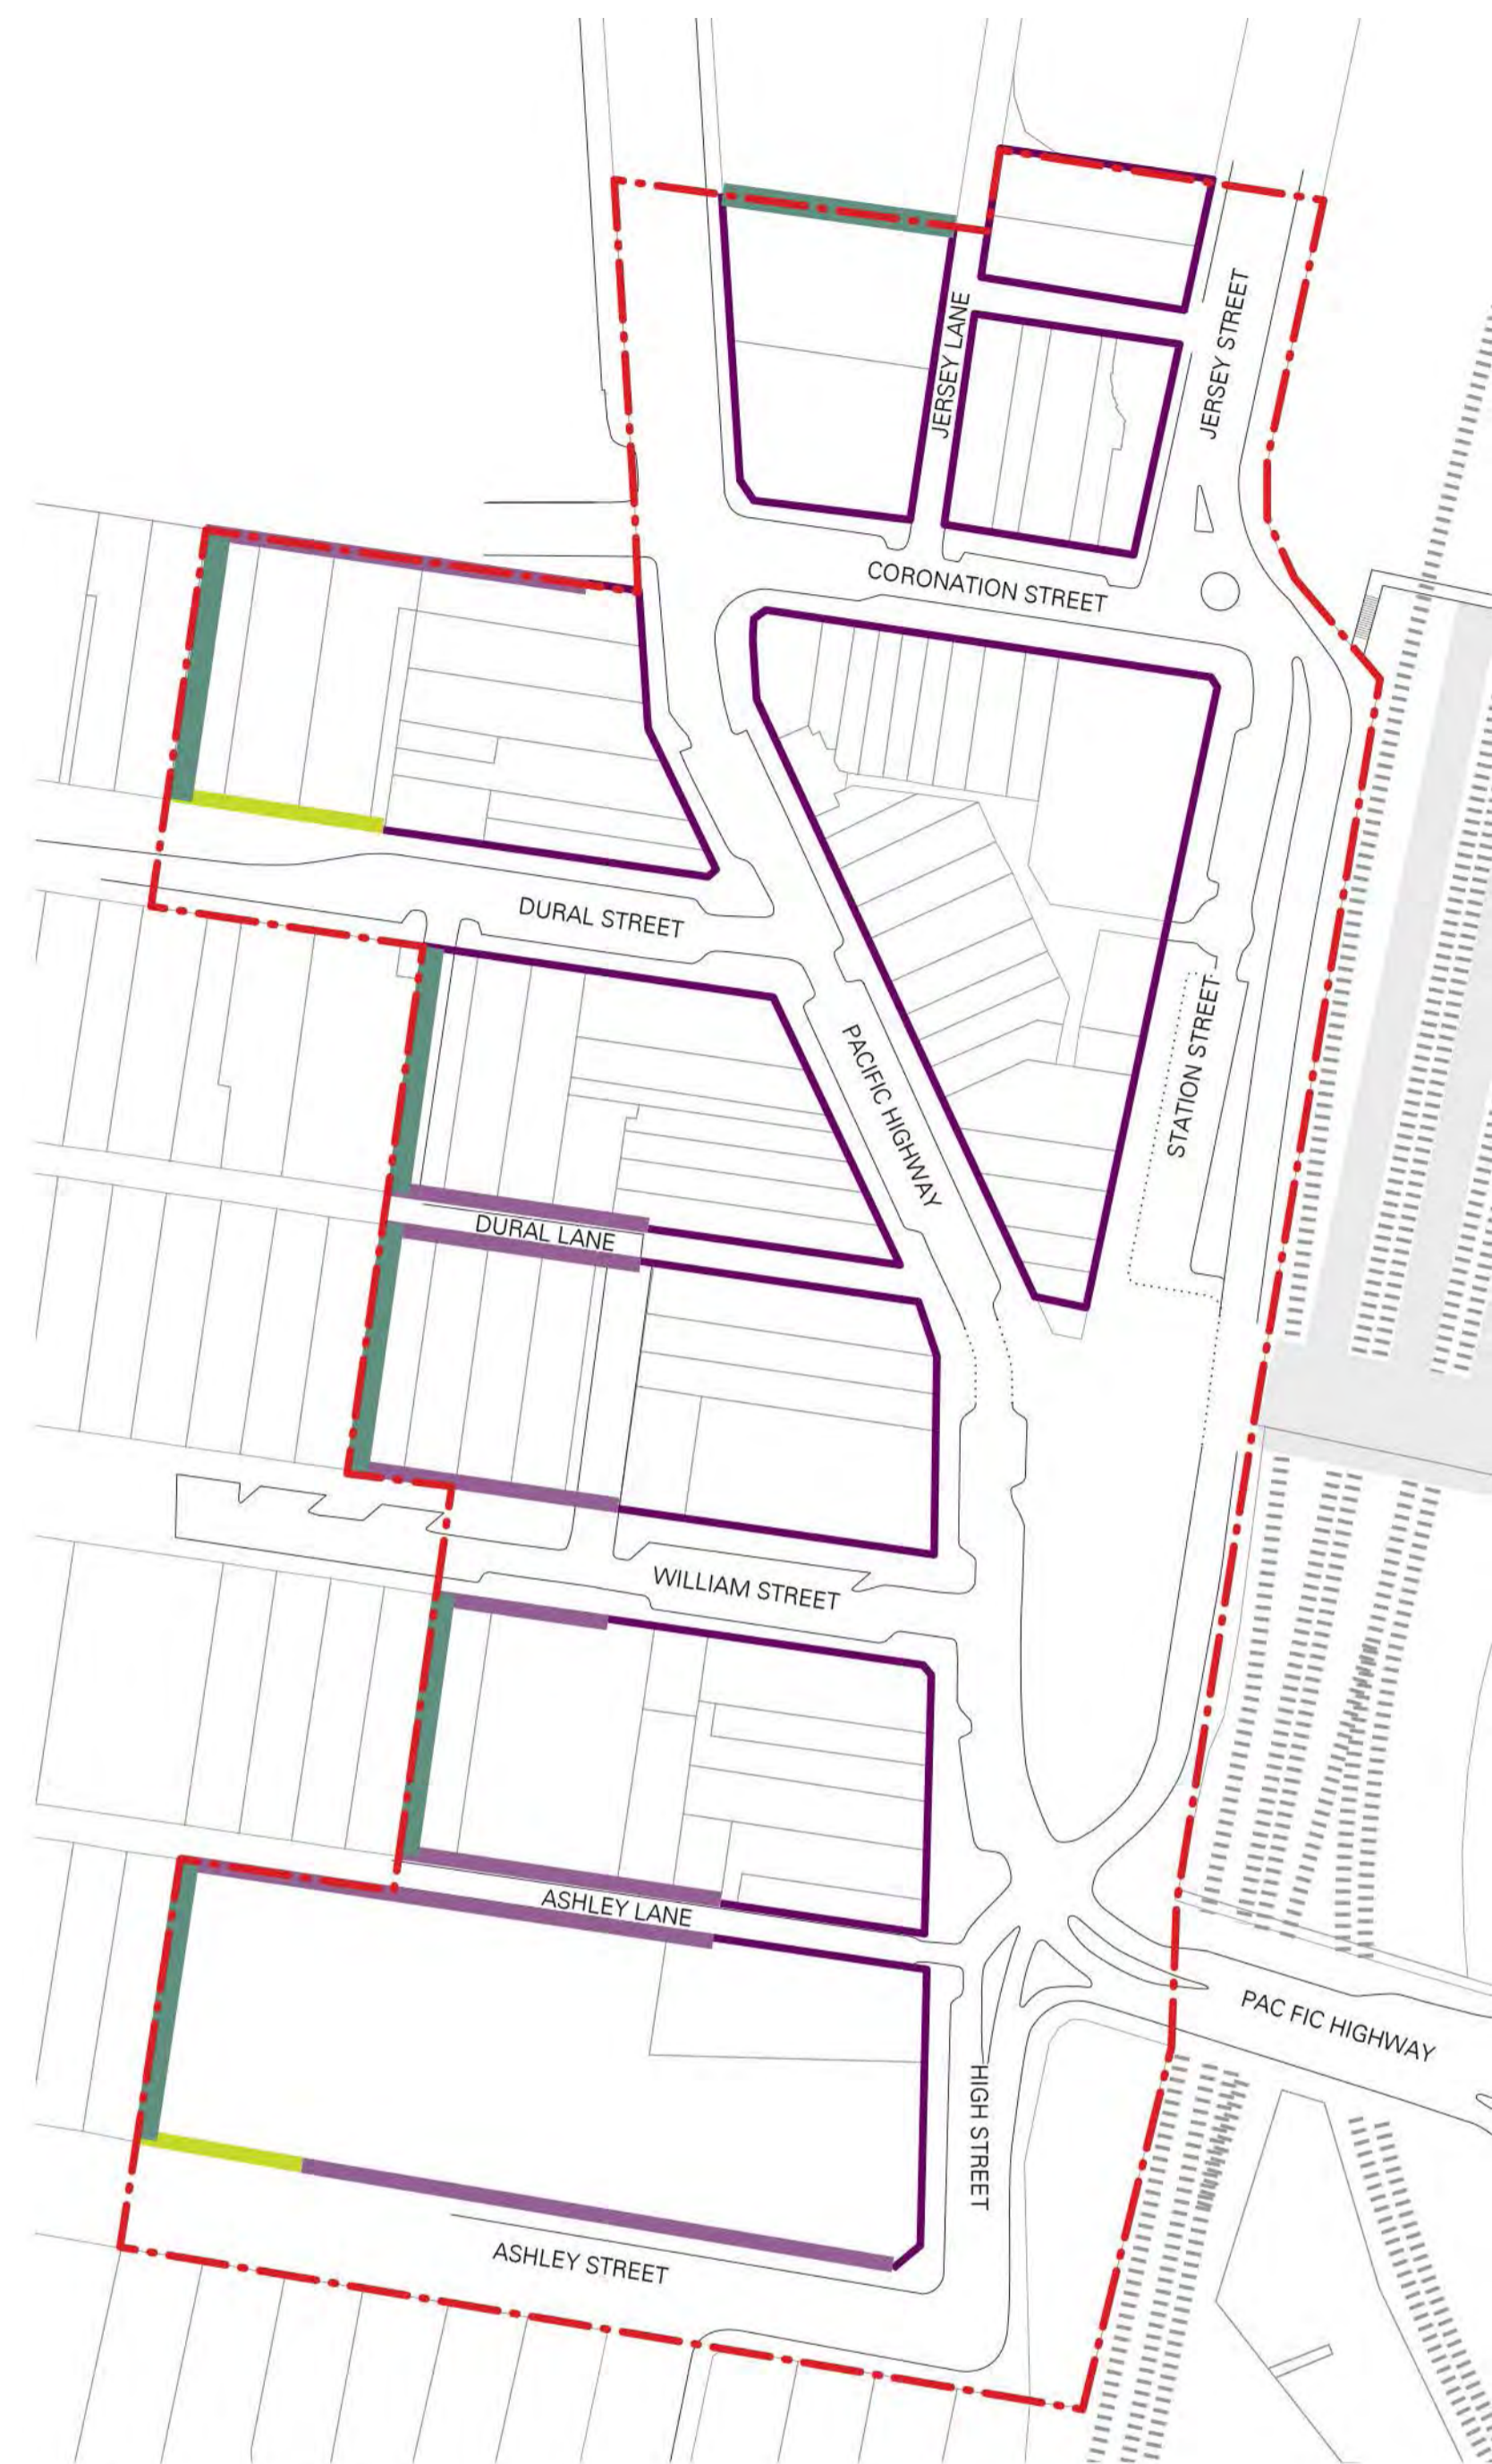 JERSEY LANE
JERSEY STREET
CORONATION STREET
DURAL STREET
PACIFIC HIGHWAY
STATION STREET
DURAL LANE
WILLIAM STREET
ASHLEY LANE
PAC FIC HIGHWAY
HIGH STREET
ASHLEY STREET